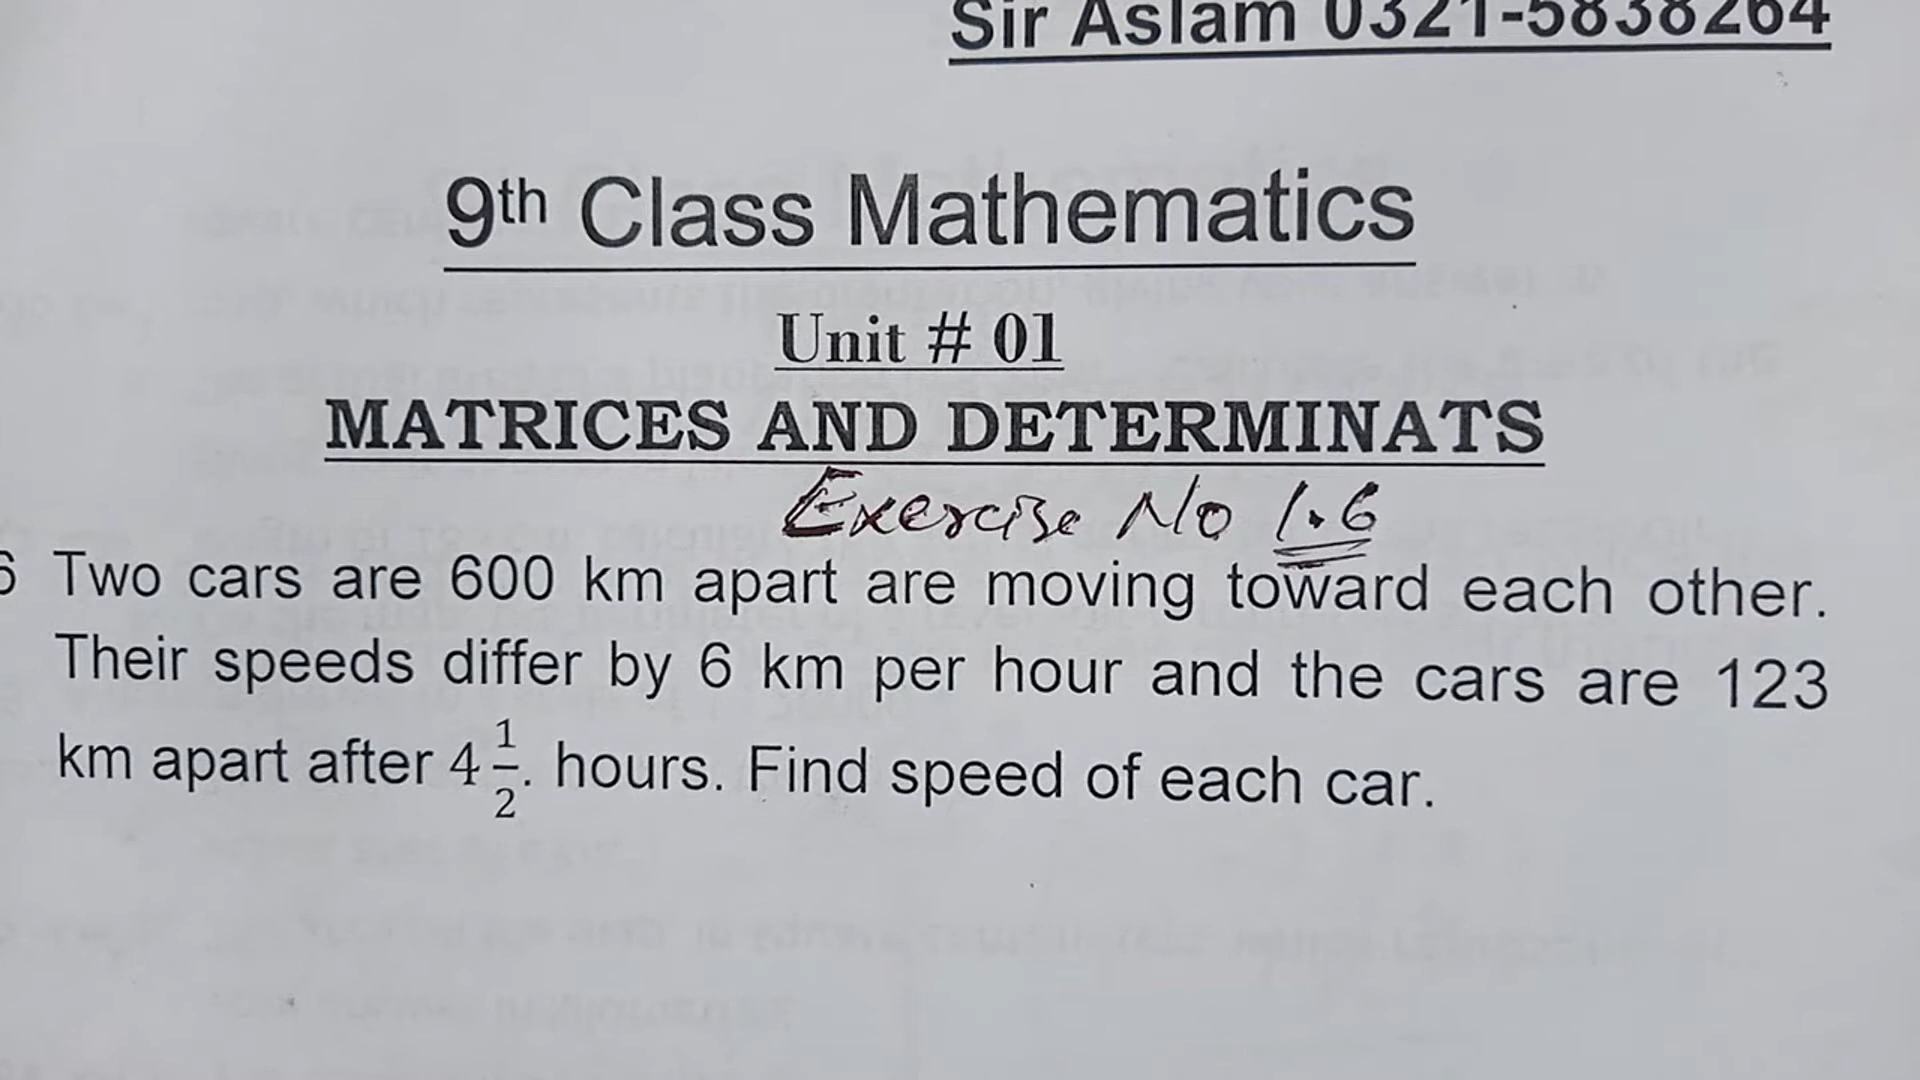 Sir Aslam 0321-5838264
9th Class Mathematics
Unit # 01
MATRICES AND DETERMINATS
Exercise No 1.6
6 Two cars are 600 km apart are moving toward each other.
Their speeds differ by 6 km per hour and the cars are 123
km apart after 4 1/2. hours. Find speed of each car.